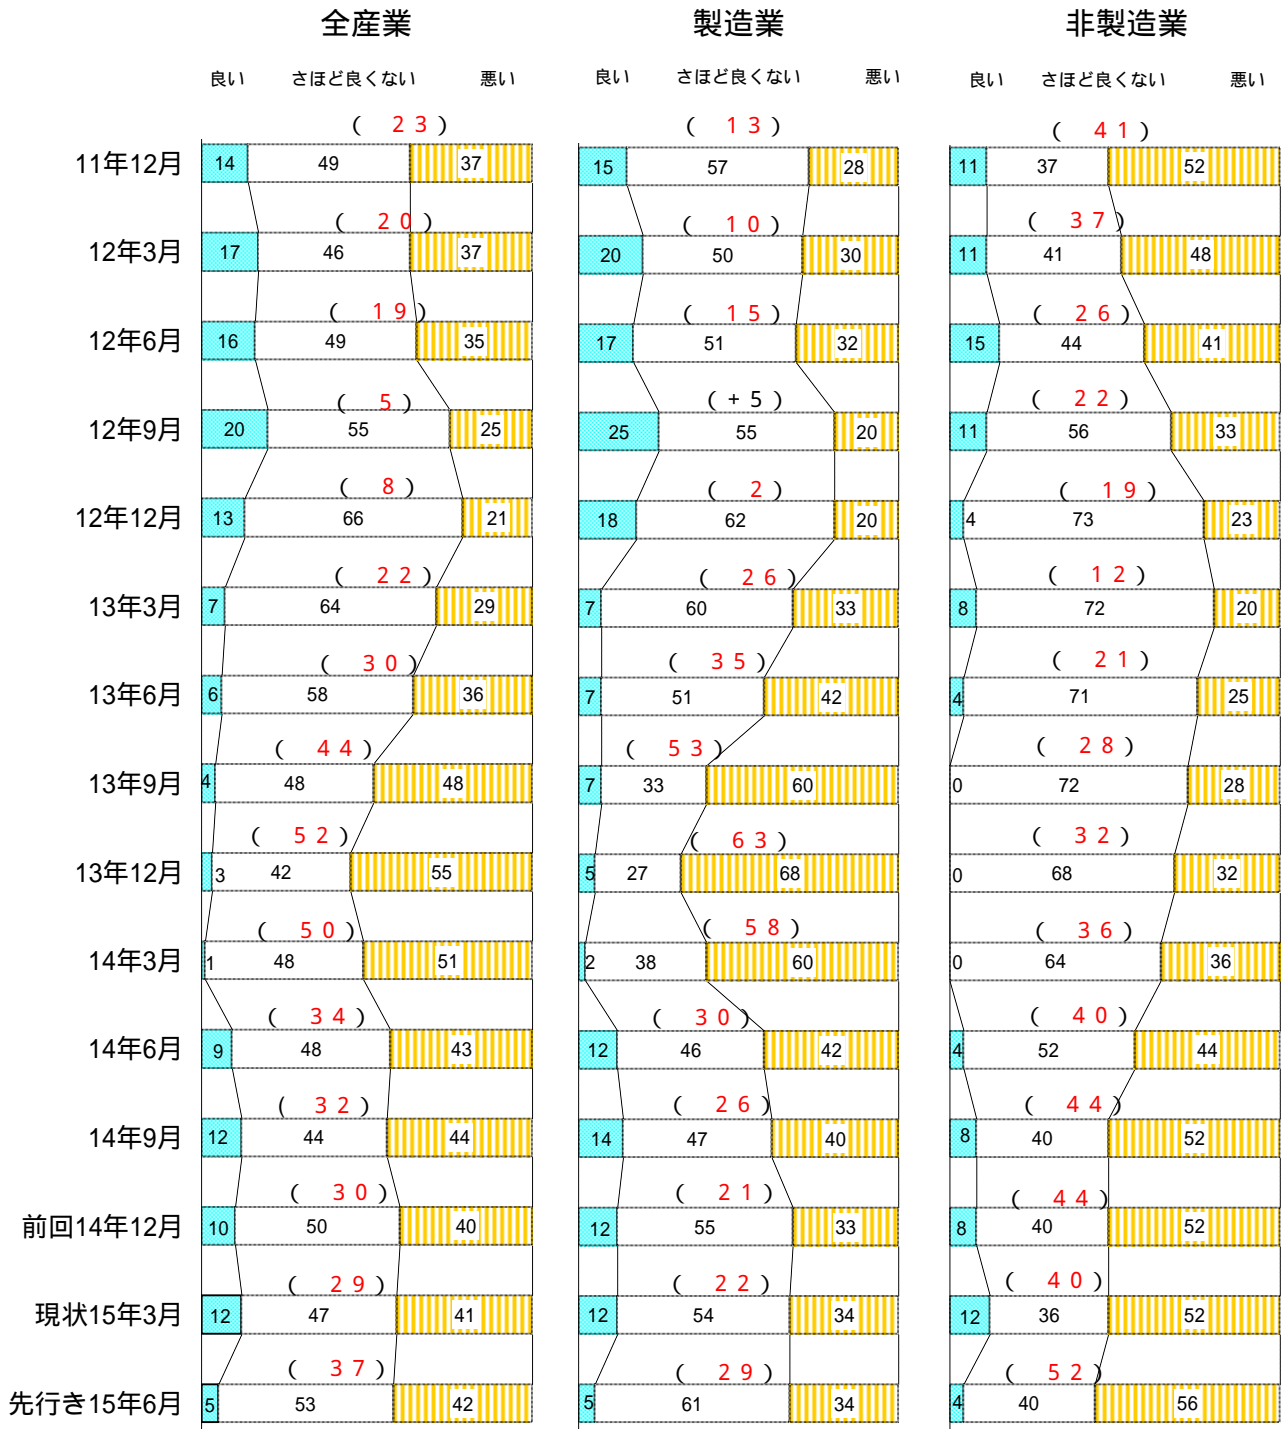 全産業 製造業 非製造業
良い さほど良くない 悪い 良い さほど良くない 悪い 良い さほど良くない 悪い
( 23) ( 13) ( 41)
11年12月 14 49 37 15 57 28 11 37 52
( 20) ( 10) ( 37)
12年3月 17 46 37 20 50 30 11 41 48
( 19) ( 15) ( 26)
12年6月 16 49 35 17 51 32 15 44 41
( 5) (+5) ( 22)
12年9月 20 55 25 25 55 20 11 56 33
( 8) ( 2) ( 19)
12年12月 13 66 21 18 62 20 4 73 23
( 22) ( 26) ( 12)
13年3月 7 64 29 7 60 33 8 72 20
( 30) ( 35) ( 21)
13年6月 6 58 36 7 51 42 4 71 25
( 44) ( 53) ( 28)
13年9月 4 48 48 7 33 60 0 72 28
( 52) ( 63) ( 32)
13年12月 3 42 55 5 27 68 0 68 32
( 50) ( 58) ( 36)
14年3月 1 48 51 2 38 60 0 64 36
( 34) ( 30) ( 40)
14年6月 9 48 43 12 46 42 4 52 44
( 32) ( 26) ( 44)
14年9月 12 44 44 14 47 40 8 40 52
( 30) ( 21) ( 44)
前回14年12月 10 50 40 12 55 33 8 40 52
( 29) ( 22) ( 40)
現状15年3月 12 47 41 12 54 34 12 36 52
( 37) ( 29) ( 52)
先行き15年6月 5 53 42 5 61 34 4 40 56